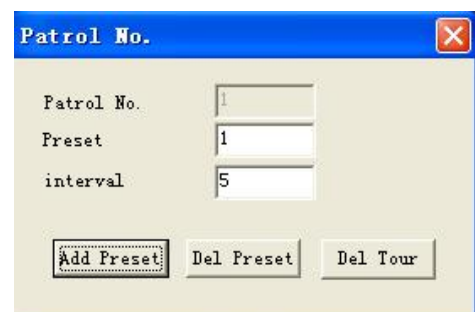 Patrol No.
Patrol No. 1
Preset 1
interval 5
Add Preset Del Preset Del Tour